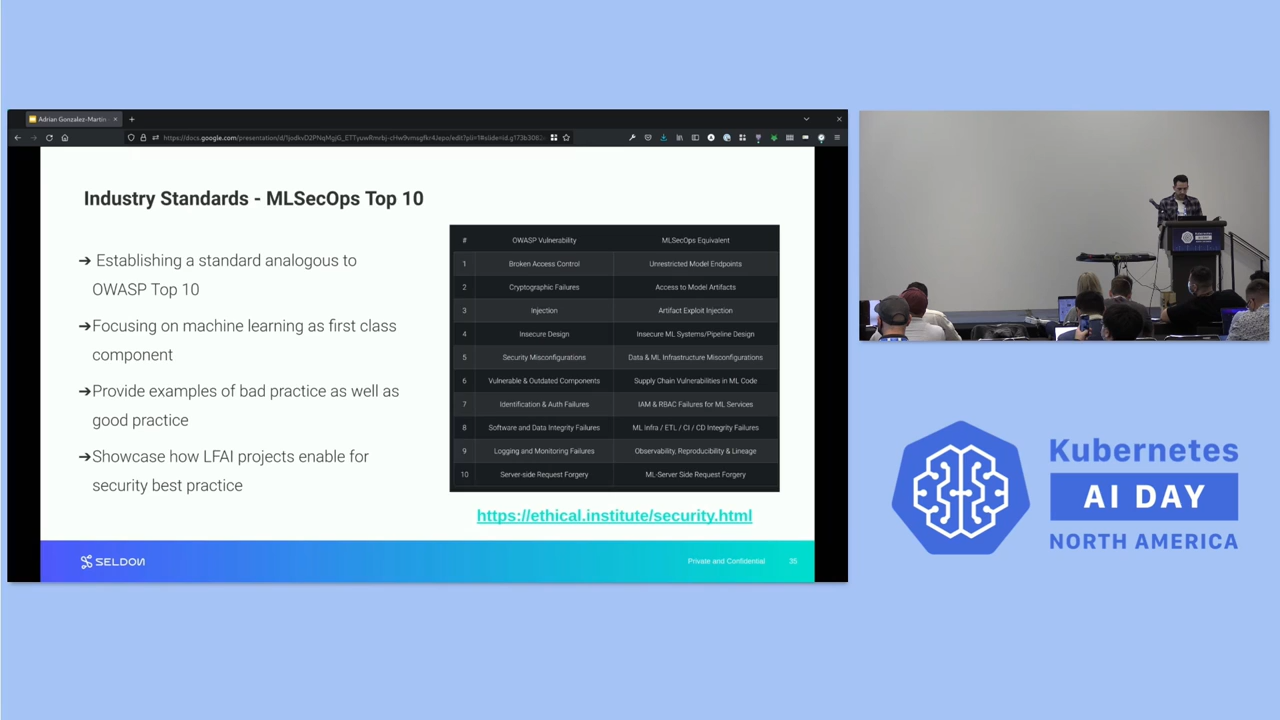 Adrian Gonzalez-Martin
Industry Standards - MLSecOps Top 10
➔ Establishing a standard analogous to
OWASP Top 10
➔Focusing on machine learning as first class
component
➔Provide examples of bad practice as well as
good practice
➔Showcase how LFAI projects enable for
security best practice
# OWASP Vulnerability MLSecOps Equivalent
1 Broken Access Control Unrestricted Model Endpoints
2 Cryptographic Failures Access to Model Artifacts
3 Injection Artifact Exploit Injection
4 Insecure Design Insecure ML Systems/Pipeline Design
5 Security Misconfigurations Data & ML Infrastructure Misconfigurations
6 Vulnerable & Outdated Components Supply Chain Vulnerabilities in ML Code
7 Identification & Auth Failures IAM & RBAC Failures for ML Services
8 Software and Data Integrity Failures ML Infra / ETL / CI / CD Integrity Failures
9 Logging and Monitoring Failures Observability, Reproducibility & Lineage
10 Server-side Request Forgery ML-Server Side Request Forgery
https://ethical.institute/security.html
SELDON
Private and Confidential 35
Kubernetes
AI DAY
NORTH AMERICA